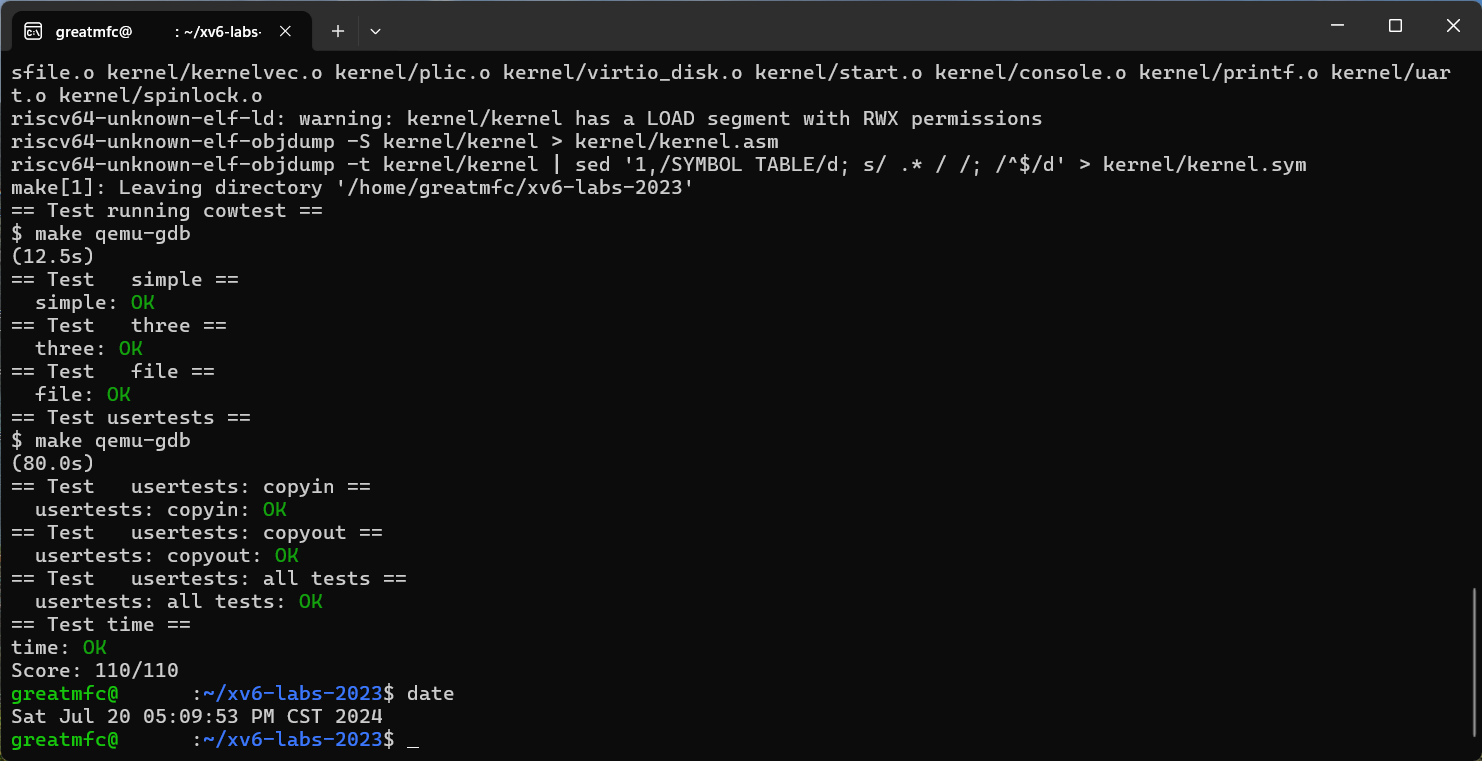 greatmfc@ : ~/xv6-labs-
sfile.o kernel/kernelvec.o kernel/plic.o kernel/virtio_disk.o kernel/start.o kernel/console.o kernel/printf.o kernel/uar
t.o kernel/spinlock.o
riscv64-unknown-elf-ld: warning: kernel/kernel has a LOAD segment with RWX permissions
riscv64-unknown-elf-objdump -S kernel/kernel > kernel/kernel.asm
riscv64-unknown-elf-objdump -t kernel/kernel | sed '1,/SYMBOL TABLE/d; s/ .* / /; /^$/d' > kernel/kernel.sym
make[1]: Leaving directory '/home/greatmfc/xv6-labs-2023'
== Test running cowtest ==
$ make qemu-gdb
(12.5s)
== Test   simple ==
  simple: OK
== Test   three ==
  three: OK
== Test   file ==
  file: OK
== Test usertests ==
$ make qemu-gdb
(80.0s)
== Test   usertests: copyin ==
  usertests: copyin: OK
== Test   usertests: copyout ==
  usertests: copyout: OK
== Test   usertests: all tests ==
  usertests: all tests: OK
== Test time ==
time: OK
Score: 110/110
greatmfc@      :~/xv6-labs-2023$ date
Sat Jul 20 05:09:53 PM CST 2024
greatmfc@      :~/xv6-labs-2023$ _